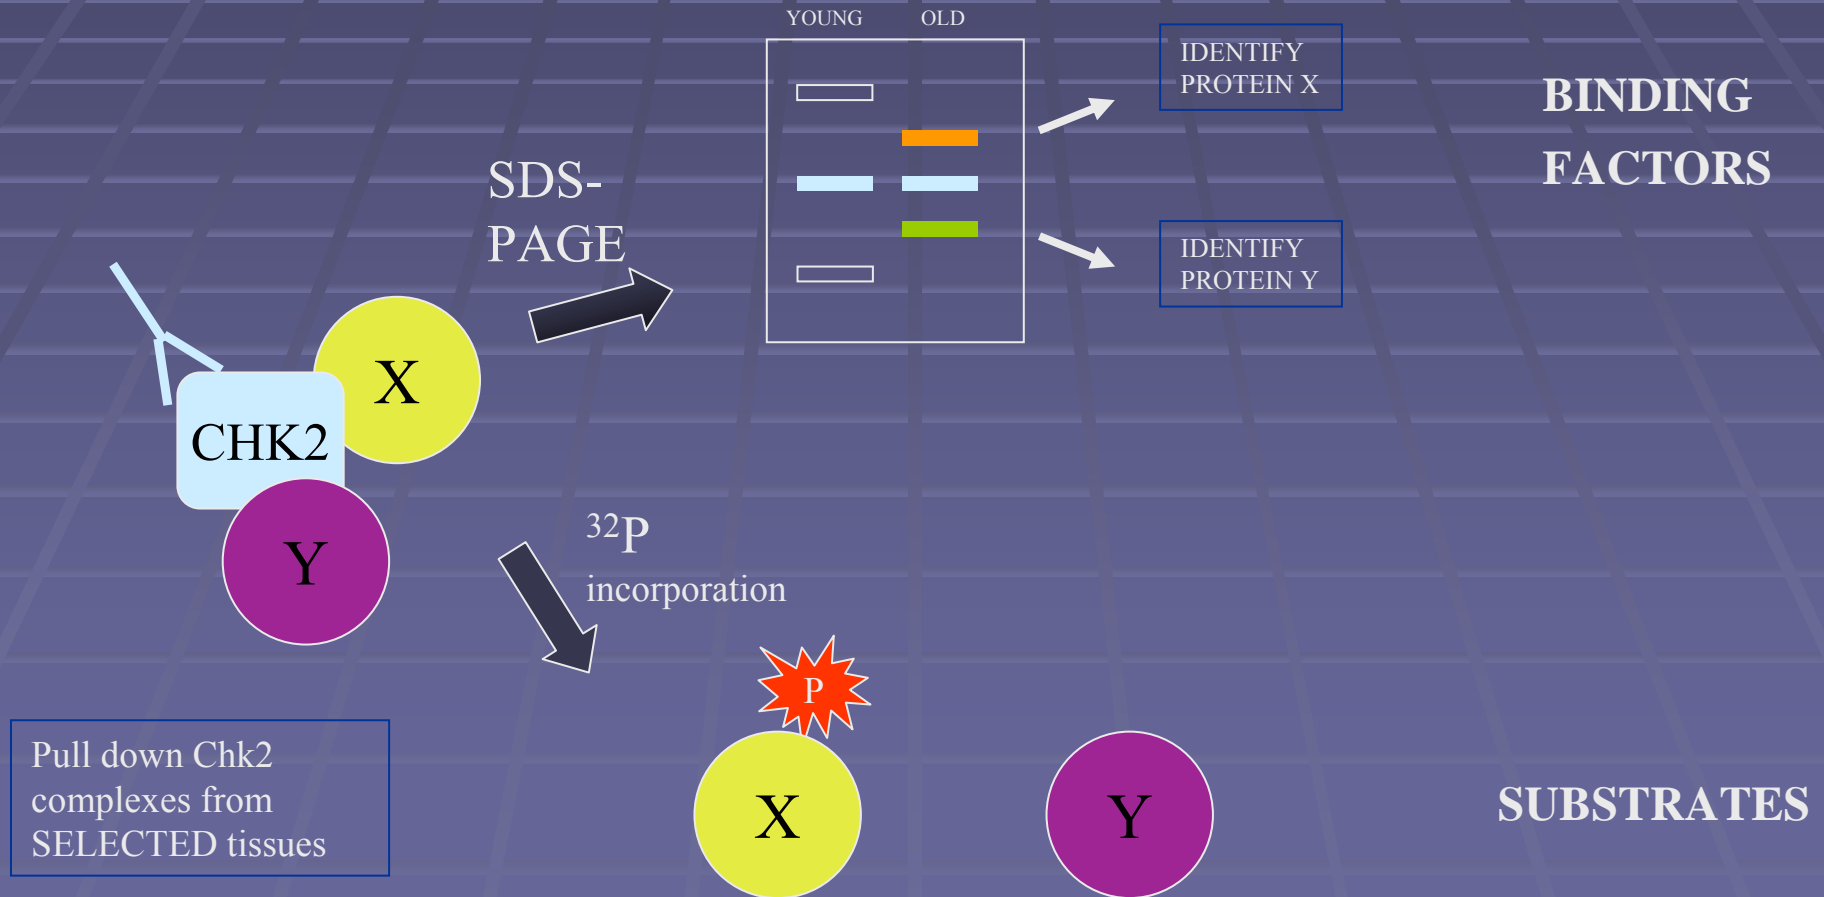 YOUNG OLD
IDENTIFY
PROTEIN X
BINDING
FACTORS
SDS-
PAGE
IDENTIFY
PROTEIN Y
X
CHK2
Y
32P
incorporation
P
Pull down Chk2
complexes from
SELECTED tissues
X
Y
SUBSTRATES